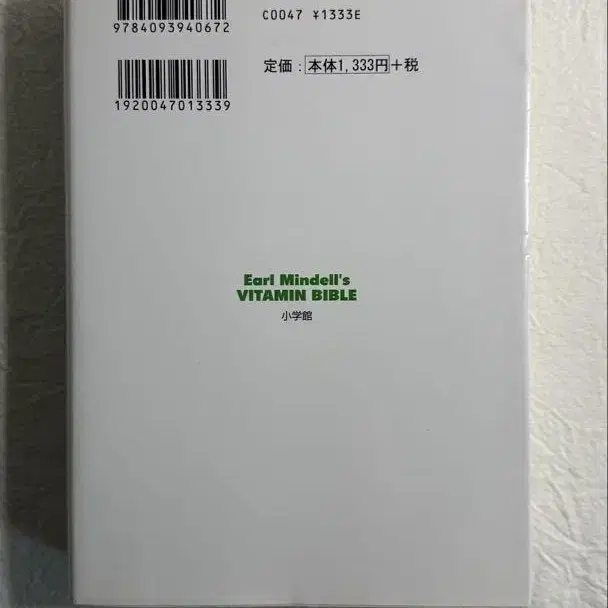 9784093940672
C0047 ¥1333E
定価:本体1,333円+税
1920047013339
Earl Mindell's
VITAMIN BIBLE
小学館